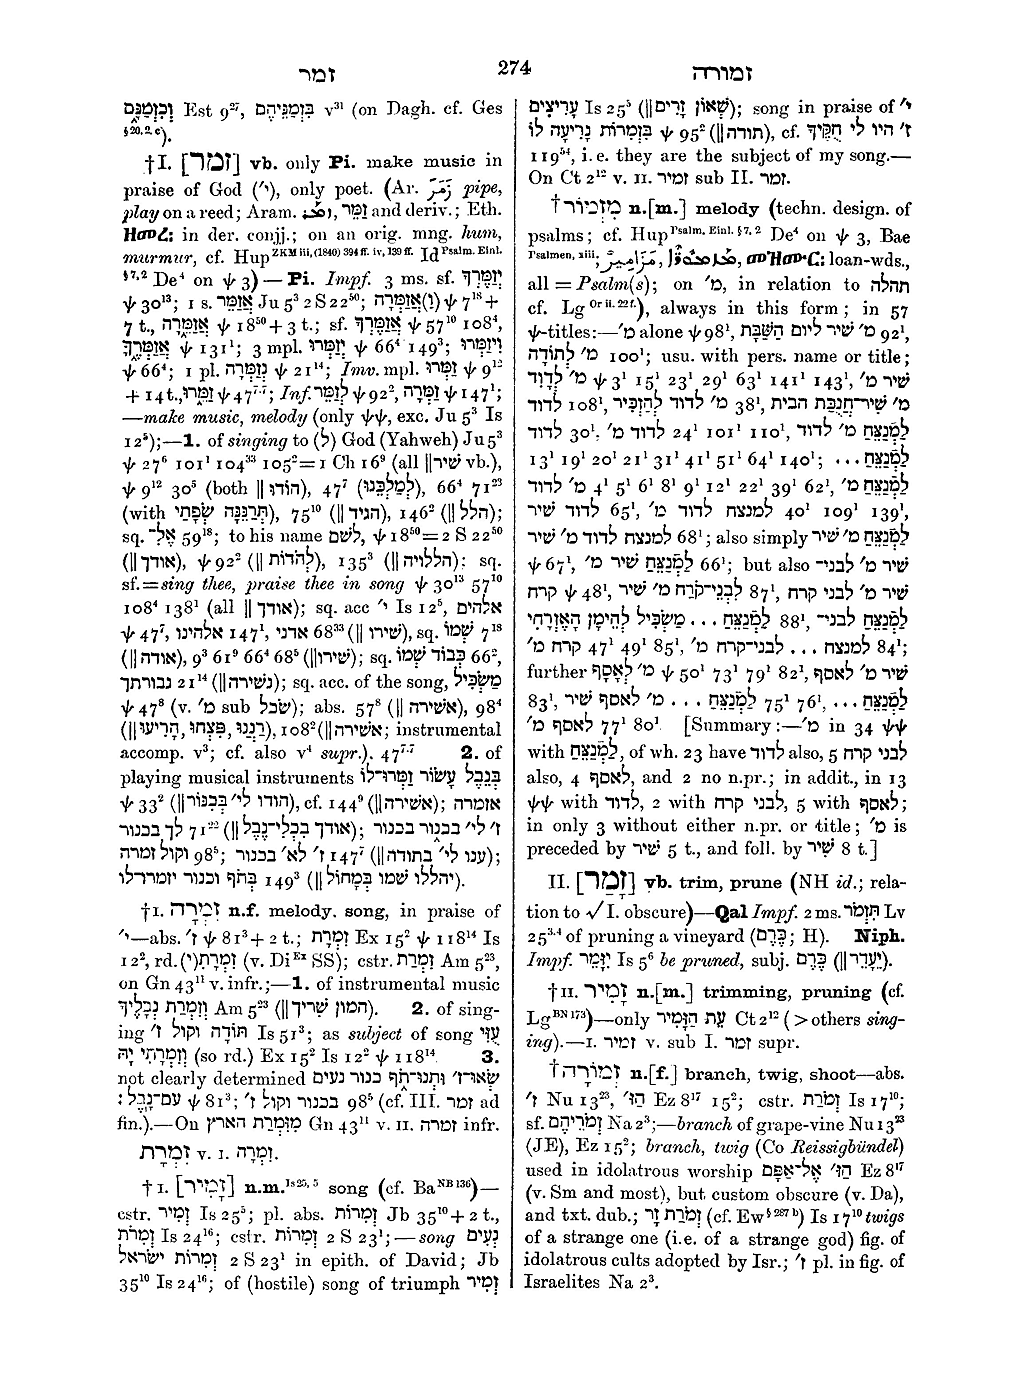 זמר 274 זמורה
וְכִזְמַנָּם Est 9²⁷, בִּזְמַנֵּיהֶם v³¹ (on Dagh. cf. Ges
§ 20. 2. c).
†I. [זָמַר] vb. only Pi. make music in
praise of God (י׳), only poet. (Ar. زَمَّرَ pipe,
play on a reed; Aram. זְמַר, and deriv.; Eth.
in der. conjj.; on an orig. mng. hum,
murmur, cf. Hup ZKM iii, (1840) 394 ff. iv, 139 ff. Id Psalm. Einl.
§ 7, 2 De⁴ on ψ 3) — Pi. Impf. 3 ms. sf. יְזַמֶּרְךָ
ψ 30¹³; 1 s. אֲזַמֵּר Ju 5³ 2 S 22⁵⁰; אֲזַמְּרָה(וַ) ψ 7¹⁸ +
7 t., אֲזַמֵּרָה ψ 18⁵⁰ + 3 t.; sf. אֲזַמֶּרְךָ ψ 57¹⁰ 108⁴,
אֲזַמְּרֶךָּ ψ 131¹; 3 mpl. יְזַמְּרוּ ψ 66⁴ 149³; וִיזַמְּרוּ
ψ 66⁴; 1 pl. נְזַמְּרָה ψ 21¹⁴; Imv. mpl. זַמְּרוּ ψ 9¹²
+ 14 t., זַמֵּרוּ ψ 47⁷·⁷; Inf. לְזַמֵּר ψ 92², זַמְּרָה ψ 147¹;
—make music, melody (only ψψ, exc. Ju 5³ Is
12⁵);—1. of singing to (לְ) God (Yahweh) Ju 5³
ψ 27⁶ 101¹ 104³³ 105² = 1 Ch 16⁹ (all || שִׁיר vb.),
ψ 9¹² 30⁵ (both || הוֹדוּ), 47⁷ (לְמַלְכֵּנוּ), 66⁴ 71²³
(with תְּרַנֵּנָּה שְׂפָתַי), 75¹⁰ (|| הגיד), 146² (|| הלל);
sq. אֶל־ 59¹⁸; to his name לְשֵׁם, ψ 18⁵⁰ = 2 S 22⁵⁰
(|| אודך), ψ 92² (|| לְהֹדוֹת), 135³ (|| הללויה); sq.
sf. = sing thee, praise thee in song ψ 30¹³ 57¹⁰
108⁴ 138¹ (all || אודך); sq. acc י׳ Is 12⁵, אלהים
ψ 47⁷, אלהינו 147¹, אדני 68³³ (|| שירו), sq. שְׁמוֹ 7¹⁸
(|| אודה), 9³ 61⁹ 66⁴ 68⁵ (|| שירו); sq. כְּבוֹד שְׁמוֹ 66²,
גבורתך 21¹⁴ (|| נשירה); sq. acc. of the song, מַשְׂכִּיל
ψ 47⁸ (v. מ׳ sub שׂכל); abs. 57⁸ (|| אשירה), 98⁴
(|| רַנְּנוּ, פִּצְחוּ, הָרִיעוּ), 108² (|| אשירה; instrumental
accomp. v³; cf. also v⁴ supr.). 47⁷·⁷ 2. of
playing musical instruments בְּנֵבֶל עָשׂוֹר זַמְּרוּ־לוֹ
ψ 33² (|| הודו לי׳ בְּכִנּוֹר), cf. 144⁹ (|| אשירה); אזמרה
לך בכנור 71²² (|| אודך בִּכְלִי־נֶבֶל); ז׳ לי׳ בכנור בכנור
וקול זמרה 98⁵; ז׳ לא׳ בכנור 147⁷ (|| ענו לי׳ בתודה);
בְּתֹף וכנור יזמרו־לו 149³ (|| יהללו שמו בְמָחוֹל).
†I. זִמְרָה n.f. melody, song, in praise of
י׳—abs. ז׳ ψ 81³ + 2 t.; זִמְרָת Ex 15² ψ 118¹⁴ Is
12², rd. זִמְרָת(י) (v. Di Ex SS); cstr. זִמְרַת Am 5²³,
on Gn 43¹¹ v. infr.;—1. of instrumental music
וְזִמְרַת נְבָלֶיךָ Am 5²³ (|| המון שׁריך). 2. of sing-
ing תּוֹדָה וקול ז׳ Is 51³; as subject of song עָזִּי
וְזִמְרָתִי יָהּ (so rd.) Ex 15² Is 12² ψ 118¹⁴. 3.
not clearly determined שְׂאוּ־ז׳ וּתְנוּ־תֹף כנור נעים
עִם־נָבֶל: ψ 81³; בכנור וקול ז׳ 98⁵ (cf. III. זמר ad
fin.).—On מִזִּמְרַת הארץ Gn 43¹¹ v. II. זמרה infr.
זִמְרָת v. I. זִמְרָה.
†I. [זָמִיר] n.m. Is 25, 5 song (cf. Ba NB 136)—
cstr. זְמִיר Is 25⁵; pl. abs. זְמִרוֹת Jb 35¹⁰ + 2 t.,
זְמִרֹת Is 24¹⁶; cstr. זְמִרוֹת 2 S 23¹;—song נְעִים
זְמִרוֹת ישראל 2 S 23¹ in epith. of David; Jb
35¹⁰ Is 24¹⁶; of (hostile) song of triumph זְמִיר
עָרִיצִים Is 25⁵ (|| שְׁאוֹן זָרִים); song in praise of י׳
בִּזְמִרוֹת נָרִיעַ לוֹ ψ 95² (|| תודה), cf. ז׳ היו לי חֻקֶּיךָ
119⁵⁴, i.e. they are the subject of my song.—
On Ct 2¹² v. II. זמיר sub II. זמר.
†מִזְמוֹר n.[m.] melody (techn. design. of
psalms; cf. Hup Psalm. Einl. § 7, 2 De⁴ on ψ 3, Bae
Psalmen, xiii; مَزَامِيرُ, loan-wds.,
all = Psalm(s); on מ׳, in relation to תהלה
cf. Lg Or ii. 22 f.), always in this form; in 57
ψ-titles:—מ׳ alone ψ 98¹, מ׳ שיר ליום הַשַּׁבָּת 92¹,
מ׳ לְתוֹדָה 100¹; usu. with pers. name or title;
מ׳ לְדָוִד ψ 3¹ 15¹ 23¹ 29¹ 63¹ 141¹ 143¹, שיר מ׳
לדוד 108¹, מ׳ לדוד לְהַזְכִּיר 38¹, מ׳ שִׁיר־חֲנֻכַּת הבית
לדוד 30¹, לדוד מ׳ 24¹ 101¹ 110¹, לַמְנַצֵּחַ מ׳ לדוד
13¹ 19¹ 20¹ 21¹ 31¹ 41¹ 51¹ 64¹ 140¹; לַמְנַצֵּחַ . . .
מ׳ לדוד 4¹ 5¹ 6¹ 8¹ 9¹ 12¹ 22¹ 39¹ 62¹, לַמְנַצֵּחַ מ׳
לדוד שיר 65¹, למנצח לדוד מ׳ 40¹ 109¹ 139¹,
למנצח לדוד מ׳ שיר 68¹; also simply לַמְנַצֵּחַ מ׳ שיר
ψ 67¹, לַמְנַצֵּחַ שיר מ׳ 66¹; but also שיר מ׳ לבני־
קרח ψ 48¹, לִבְנֵי־קֹרַח מ׳ שיר 87¹, שיר מ׳ לבני קרח
לַמְנַצֵּחַ . . . מַשְׂכִּיל לְהֵימָן הָאֶזְרָחִי 88¹, לַמְנַצֵּחַ לבני־
קרח מ׳ 47¹ 49¹ 85¹, למנצח . . . לבני־קרח מ׳ 84¹;
further מ׳ לְאָסָף ψ 50¹ 73¹ 79¹ 82¹, שיר מ׳ לאסף
83¹, לַמְנַצֵּחַ . . . מ׳ לאסף שיר 75¹ 76¹, לַמְנַצֵּחַ . . .
לאסף מ׳ 77¹ 80¹. [Summary:—מ׳ in 34 ψψ
with לַמְנַצֵּחַ, of wh. 23 have לדוד also, 5 לבני קרח
also, 4 לאסף, and 2 no n.pr.; in addit., in 13
ψψ with לדוד, 2 with לבני קרח, 5 with לאסף;
in only 3 without either n.pr. or title; מ׳ is
preceded by שִׁיר 5 t., and foll. by שִׁיר 8 t.]
II. [זָמַר] vb. trim, prune (NH id.; rela-
tion to √ I. obscure)—Qal Impf. 2 ms. תִּזְמֹר Lv
25³·⁴ of pruning a vineyard (כֶּרֶם; H). Niph.
Impf. יִזָּמֵר Is 5⁶ be pruned, subj. כֶּרֶם (|| יֵעָדֵר).
†II. זָמִיר n.[m.] trimming, pruning (cf.
Lg BN 173)—only עֵת הַזָּמִיר Ct 2¹² (> others sing-
ing).—I. זמיר v. sub I. זמר supr.
†זְמוֹרָה n.[f.] branch, twig, shoot—abs.
ז׳ Nu 13²³, הַזְּ׳ Ez 8¹⁷ 15²; cstr. זְמֹרַת Is 17¹⁰;
sf. זְמֹרֵיהֶם Na 2³;—branch of grape-vine Nu 13²³
(JE), Ez 15²; branch, twig (Co Reissigbündel)
used in idolatrous worship הַזְּ׳ אֶל־אַפָּם Ez 8¹⁷
(v. Sm and most), but custom obscure (v. Da),
and txt. dub.; זְמֹרַת זָר (cf. Ew § 287 b) Is 17¹⁰ twigs
of a strange one (i.e. of a strange god) fig. of
idolatrous cults adopted by Isr.; ז׳ pl. in fig. of
Israelites Na 2³.